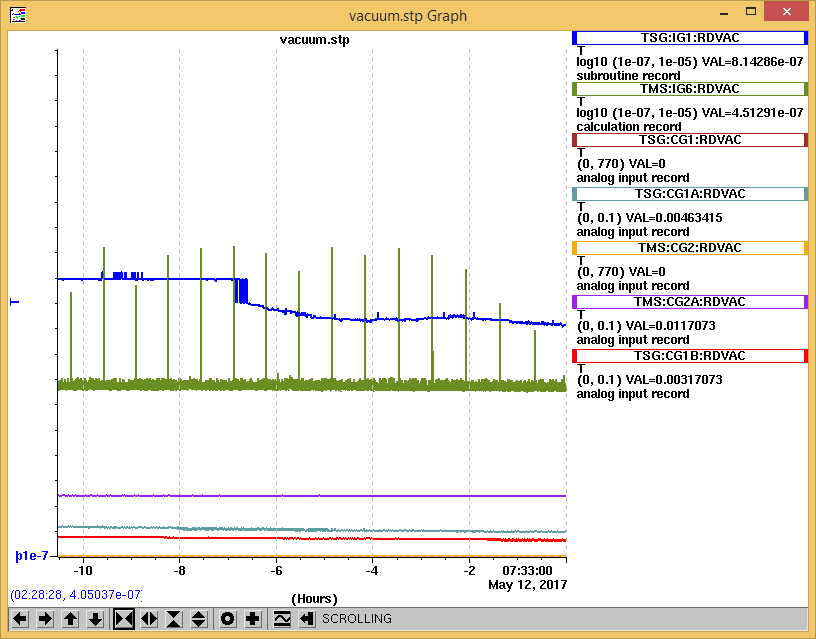 vacuum.stp Graph
vacuum.stp
T
þ1e-7
-10
-8
-6
-4
-2
07:33:00
May 12, 2017
(Hours)
(02:28:28, 4.05037e-07)
TSG:IG1:RDVAC
T
log10 (1e-07, 1e-05) VAL=8.14286e-07
subroutine record
TMS:IG6:RDVAC
T
log10 (1e-07, 1e-05) VAL=4.51291e-07
calculation record
TSG:CG1:RDVAC
T
(0, 770) VAL=0
analog input record
TSG:CG1A:RDVAC
T
(0, 0.1) VAL=0.00463415
analog input record
TMS:CG2:RDVAC
T
(0, 770) VAL=0
analog input record
TMS:CG2A:RDVAC
T
(0, 0.1) VAL=0.0117073
analog input record
TSG:CG1B:RDVAC
T
(0, 0.1) VAL=0.00317073
analog input record
SCROLLING